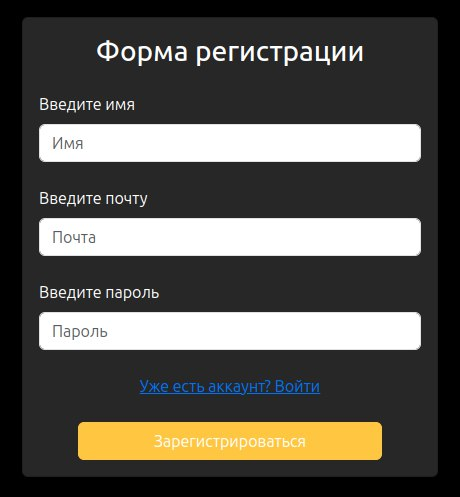 Форма регистрации
Введите имя
Имя
Введите почту
Почта
Введите пароль
Пароль
Уже есть аккаунт? Войти
Зарегистрироваться